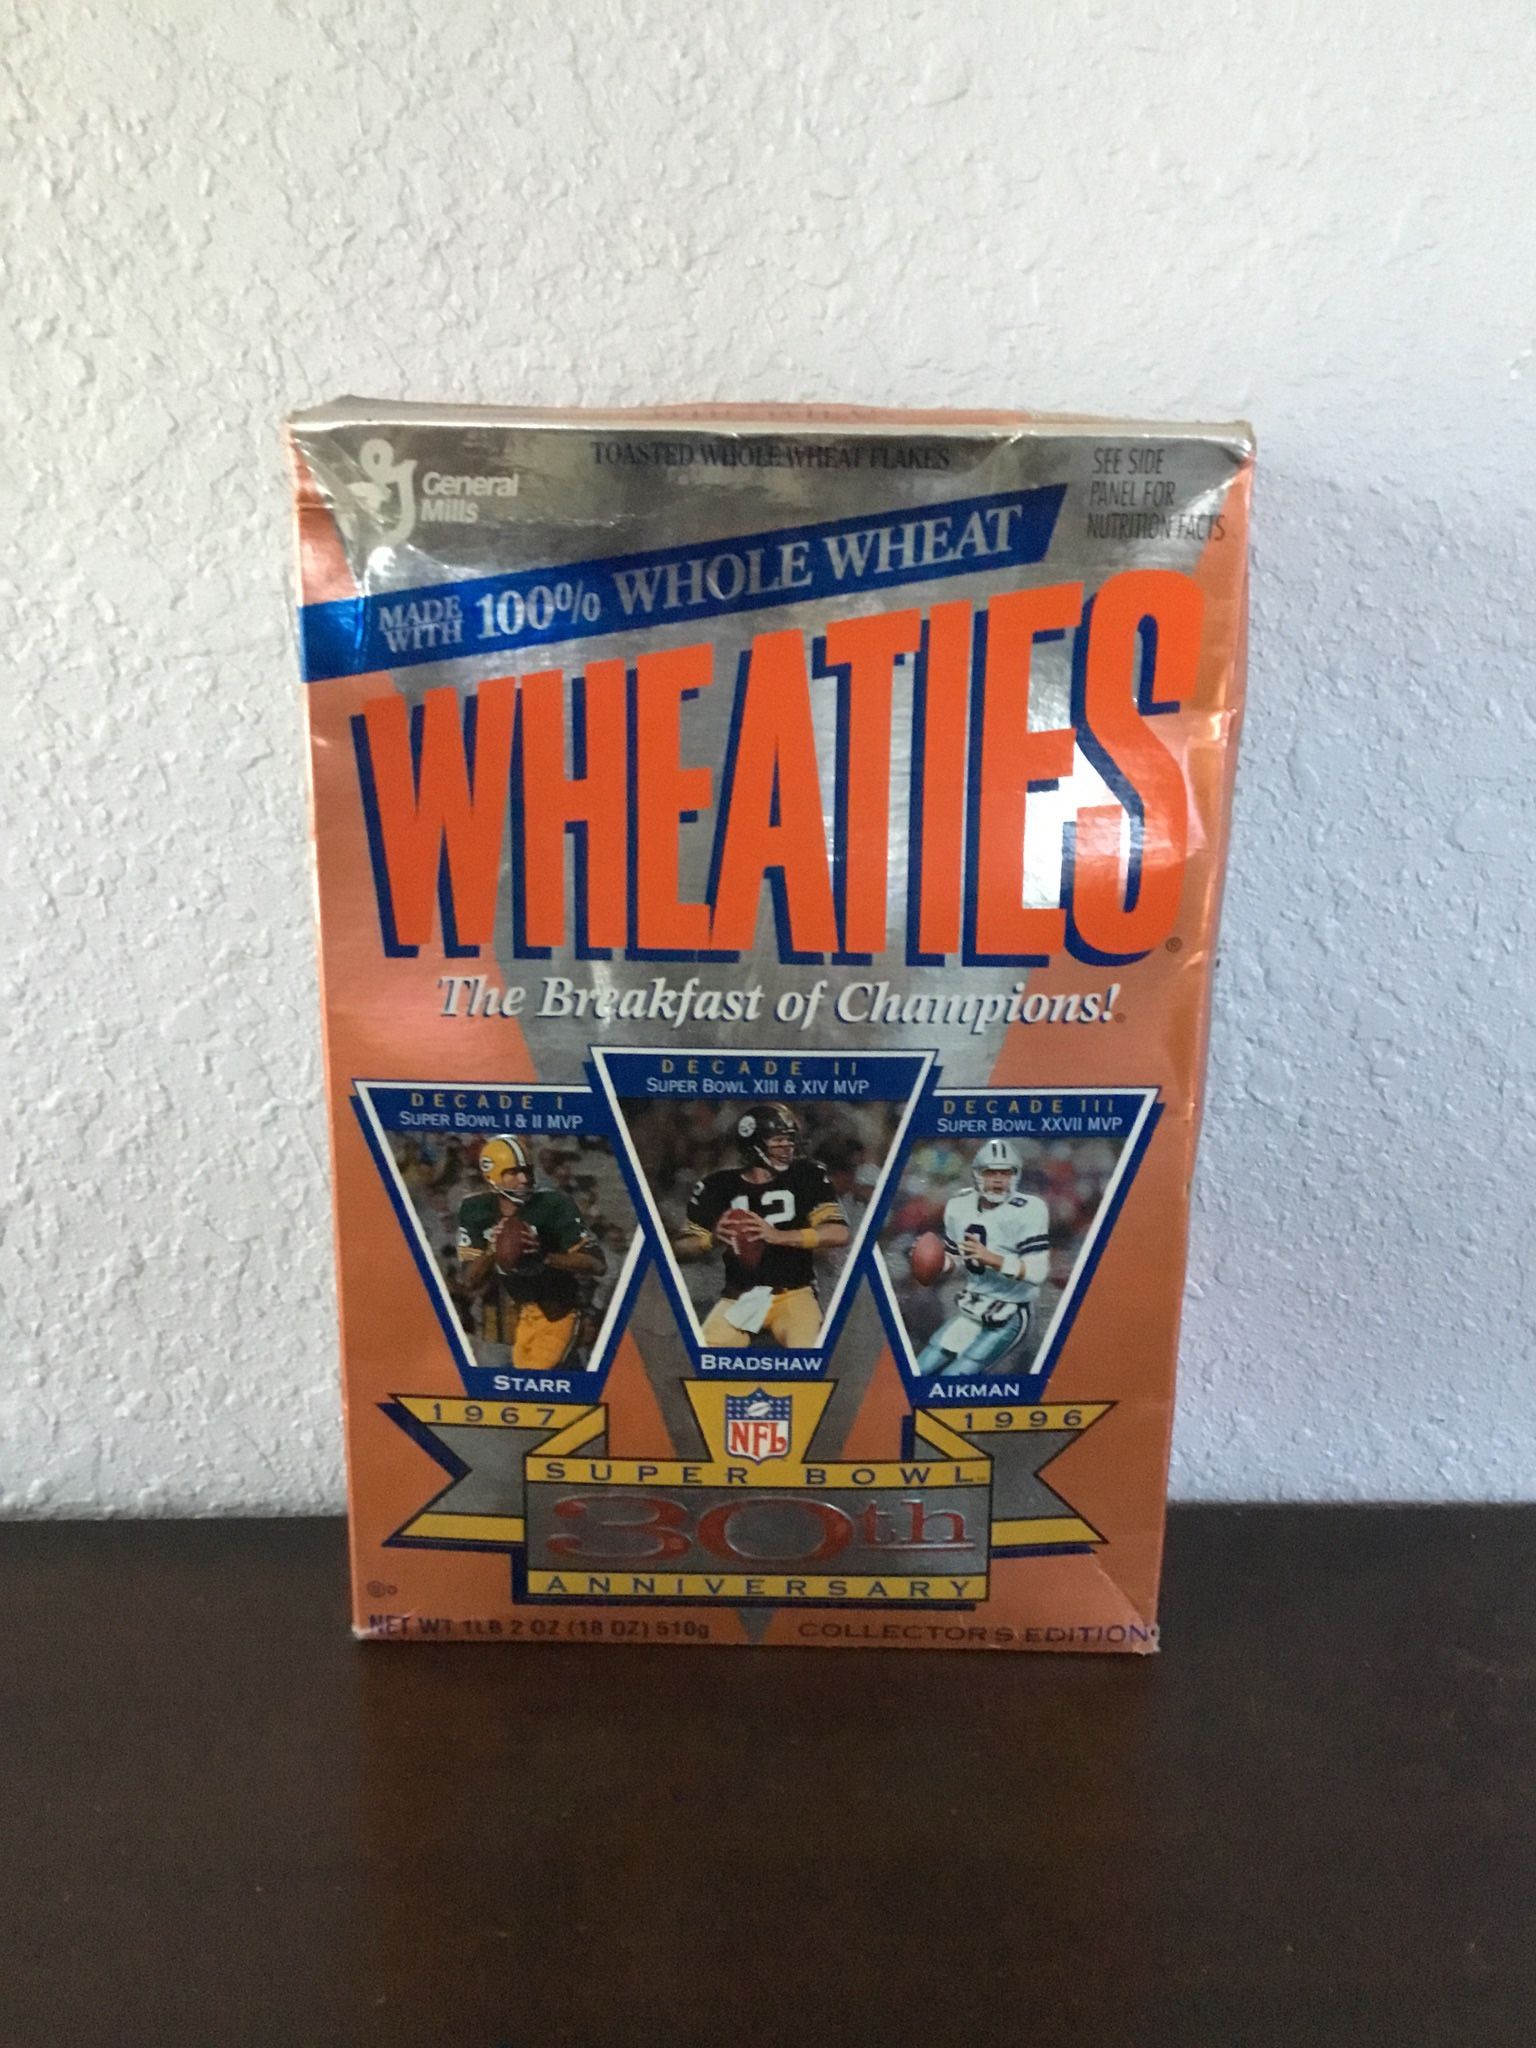 General
Mills
TOASTED WHOLE WHEAT FLAKES
SEE SIDE
PANEL FOR
NUTRITION FACTS
MADE
WITH 100% WHOLE WHEAT
WHEATIES®
The Breakfast of Champions!
DECADE I
SUPER BOWL I & II MVP
G
STARR
DECADE II
SUPER BOWL XIII & XIV MVP
12
BRADSHAW
DECADE III
SUPER BOWL XXVII MVP
8
AIKMAN
1967
1996
NFL
SUPER BOWL
30th
ANNIVERSARY
NET WT 1LB 2 OZ (18 OZ) 510g
COLLECTOR'S EDITION